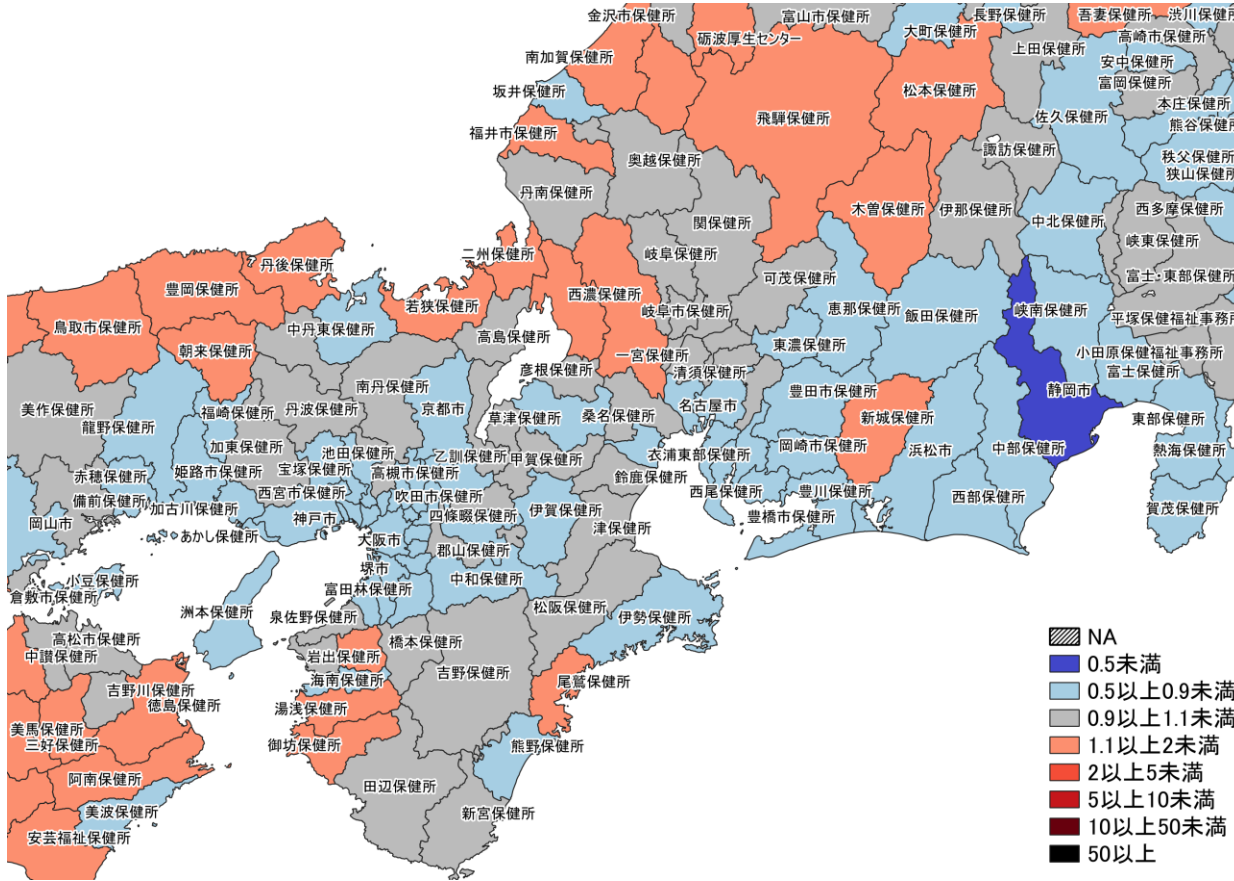 金沢市保健所
富山市保健所
長野保健所
吾妻保健所
渋川保健所
砺波厚生センター
大町保健所
高崎市保健所
南加賀保健所
上田保健所
安中保健所
富岡保健所
坂井保健所
松本保健所
本庄保健所
飛騨保健所
佐久保健所
熊谷保健所
福井市保健所
奥越保健所
諏訪保健所
秩父保健所
狭山保健所
丹南保健所
関保健所
木曽保健所
伊那保健所
中北保健所
西多摩保健所
峡東保健所
二州保健所
岐阜保健所
丹後保健所
可茂保健所
富士・東部保健所
豊岡保健所
西濃保健所
若狭保健所
恵那保健所
飯田保健所
峡南保健所
岐阜市保健所
平塚保健福祉事務所
鳥取市保健所
中丹東保健所
高島保健所
東濃保健所
朝来保健所
一宮保健所
小田原保健福祉事務所
彦根保健所
清須保健所
富士保健所
南丹保健所
豊田市保健所
静岡市
美作保健所
福崎保健所
丹波保健所
京都市
名古屋市
草津保健所
桑名保健所
新城保健所
東部保健所
龍野保健所
加東保健所
岡崎市保健所
浜松市
中部保健所
熱海保健所
池田保健所
乙訓保健所
甲賀保健所
衣浦東部保健所
赤穂保健所
姫路市保健所
宝塚保健所
高槻市保健所
鈴鹿保健所
西宮市保健所
吹田市保健所
西尾保健所
豊川保健所
西部保健所
備前保健所
加古川保健所
賀茂保健所
岡山市
神戸市
四條畷保健所
伊賀保健所
豊橋市保健所
あかし保健所
大阪市
津保健所
郡山保健所
堺市
小豆保健所
中和保健所
倉敷市保健所
富田林保健所
洲本保健所
泉佐野保健所
松阪保健所
伊勢保健所
高松市保健所
橋本保健所
中讃保健所
岩出保健所
吉野保健所
海南保健所
尾鷲保健所
吉野川保健所
徳島保健所
湯浅保健所
美馬保健所
三好保健所
御坊保健所
熊野保健所
阿南保健所
田辺保健所
美波保健所
新宮保健所
安芸福祉保健所
NA
0.5未満
0.5以上0.9未満
0.9以上1.1未満
1.1以上2未満
2以上5未満
5以上10未満
10以上50未満
50以上